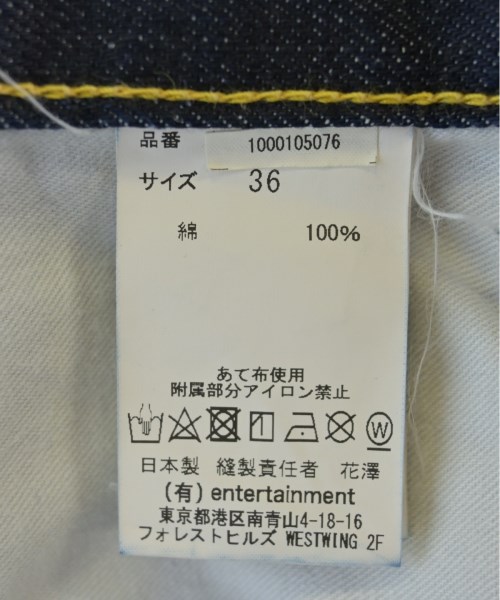 品番 1000105076
サイズ 36
綿 100%
あて布使用
附属部分アイロン禁止
W
日本製 縫製責任者 花澤
(有) entertainment
東京都港区南青山4-18-16
フォレストヒルズ WESTWING 2F